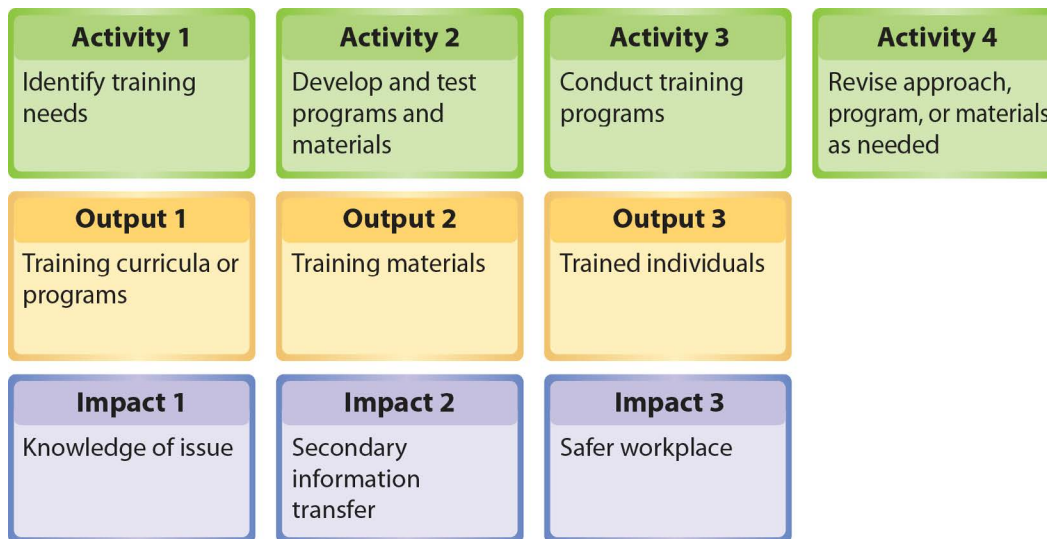 Activity 1
Identify training
needs
Activity 2
Develop and test
programs and
materials
Activity 3
Conduct training
programs
Activity 4
Revise approach,
program, or materials
as needed
Output 1
Training curricula or
programs
Output 2
Training materials
Output 3
Trained individuals
Impact 1
Knowledge of issue
Impact 2
Secondary
information
transfer
Impact 3
Safer workplace